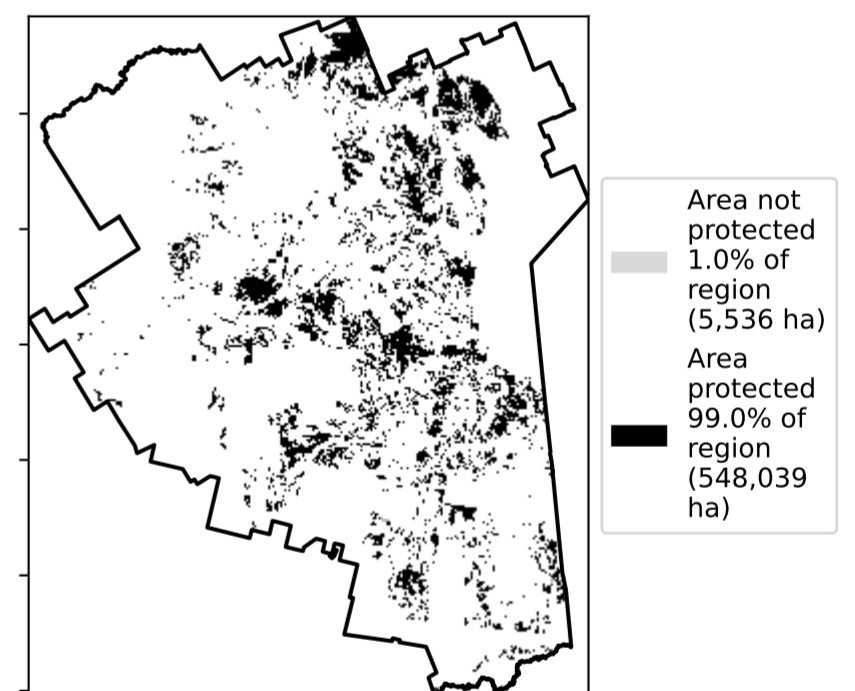 Area not
protected
1.0% of
region
(5,536 ha)
Area
protected
99.0% of
region
(548,039
ha)